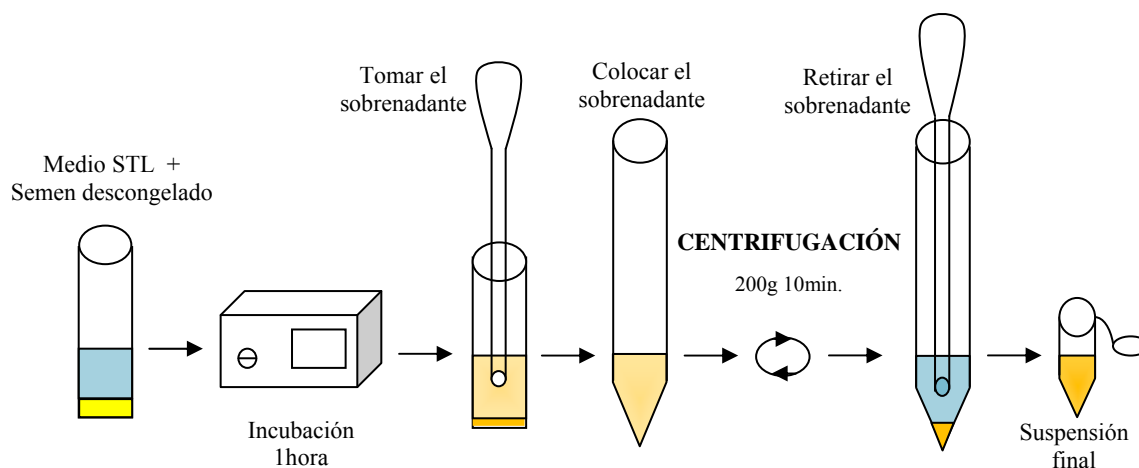 Medio STL +
Semen descongelado
Incubación
1hora
Tomar el
sobrenadante
Colocar el
sobrenadante
CENTRIFUGACIÓN
200g 10min.
Retirar el
sobrenadante
Suspensión
final